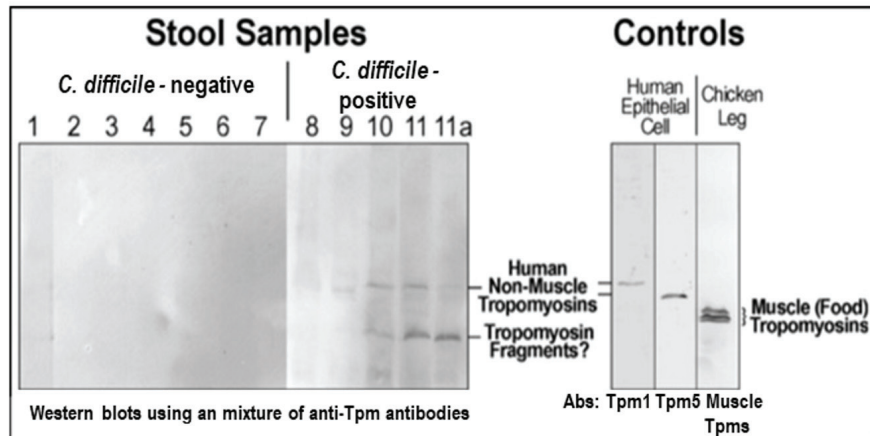 Stool Samples
C. difficile - negative
C. difficile -
positive
1 2 3 4 5 6 7 8 9 10 11 11a
Human
Non-Muscle
Tropomyosins
Tropomyosin
Fragments?
Western blots using an mixture of anti-Tpm antibodies
Controls
Human
Epithelial
Cell
Chicken
Leg
Muscle (Food)
Tropomyosins
Abs: Tpm1 Tpm5 Muscle
Tpms